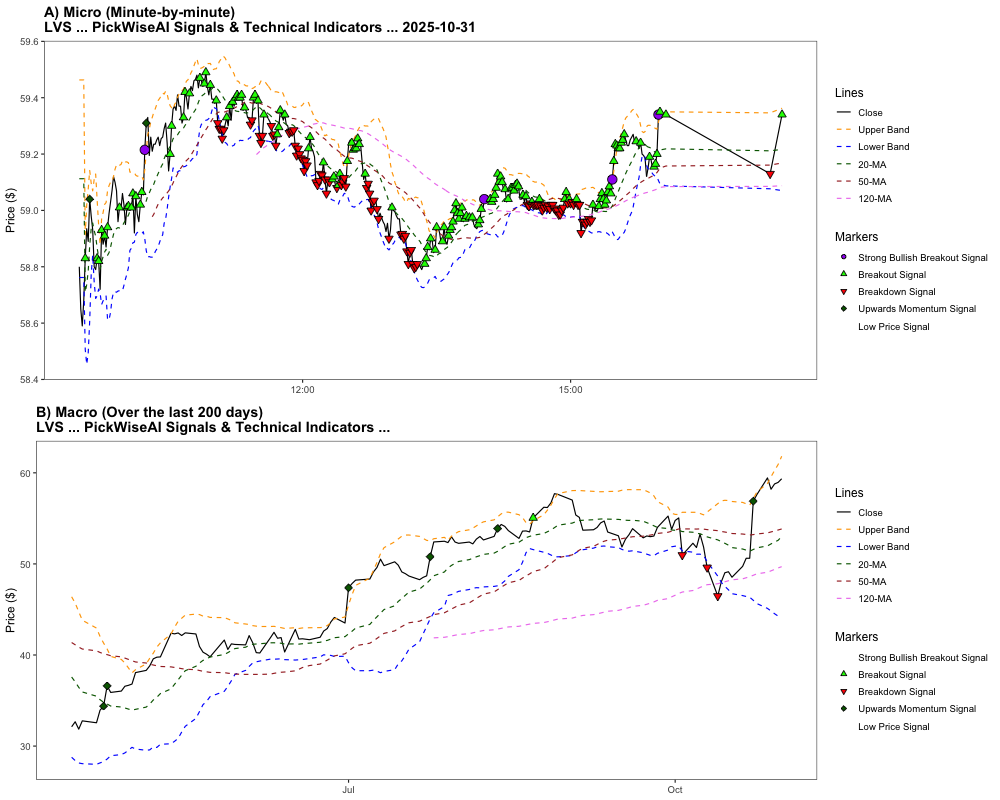 A) Micro (Minute-by-minute)
LVS ... PickWiseAI Signals & Technical Indicators ... 2025-10-31
Price ($)
59.6
59.4
59.2
59.0
58.8
58.6
58.4
12:00
15:00
Lines
Close
Upper Band
Lower Band
20-MA
50-MA
120-MA
Markers
Strong Bullish Breakout Signal
Breakout Signal
Breakdown Signal
Upwards Momentum Signal
Low Price Signal
B) Macro (Over the last 200 days)
LVS ... PickWiseAI Signals & Technical Indicators ...
Price ($)
60
50
40
30
Jul
Oct
Lines
Close
Upper Band
Lower Band
20-MA
50-MA
120-MA
Markers
Strong Bullish Breakout Signal
Breakout Signal
Breakdown Signal
Upwards Momentum Signal
Low Price Signal